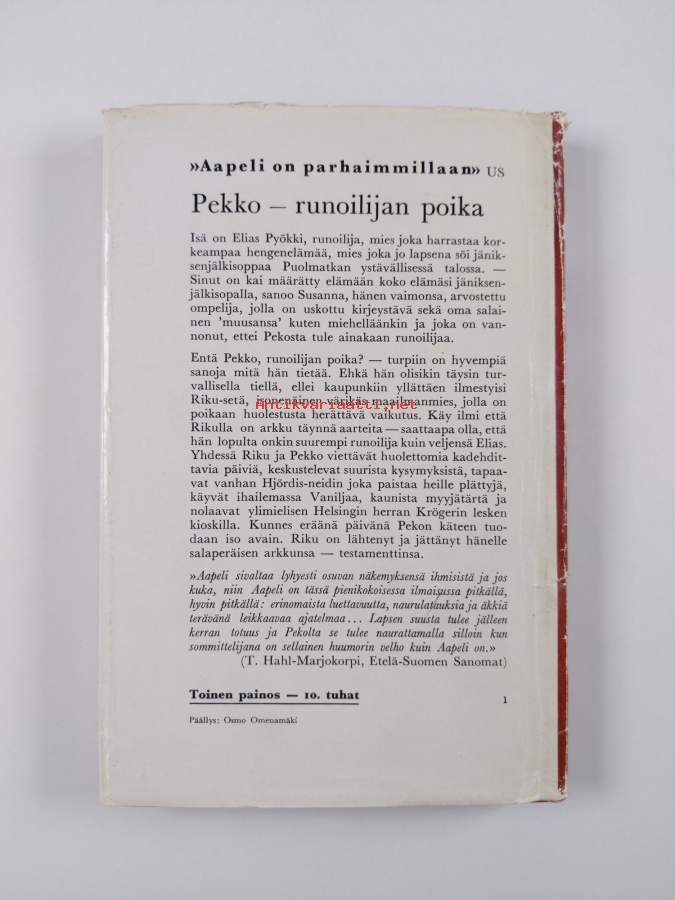 »Aapeli on parhaimmillaan» US
Pekko — runoilijan poika
Isä on Elias Pyökki, runoilija, mies joka harrastaa kor-
keampaa hengenelämää, mies joka jo lapsena söi jänik-
senjälkisoppaa Puolmatkan ystävällisessä talossa. —
Sinut on kai määrätty elämään koko elämäsi jäniksen-
jälkisopalla, sanoo Susanna, hänen vaimonsa, arvostettu
ompelija, jolla on uskottu kirjeystävä sekä oma salai-
nen 'muusansa' kuten miehelläänkin ja joka on van-
nonut, ettei Pekosta tule ainakaan runoilijaa.
Entä Pekko, runoilijan poika? — turpiin on hyvempiä
sanoja mitä hän tietää. Ehkä hän olisikin täysin tur-
vallisella tiellä, ellei kaupunkiin yllättäen ilmestyisi
Riku-setä, isonenäinen värikäs maailmanmies, jolla on
Antikvariaatti.net
poikaan huolestusta herättävä vaikutus. Käy ilmi että
Rikulla on arkku täynnä aarteita — saattaapa olla, että
hän lopulta onkin suurempi runoilija kuin veljensä Elias.
Yhdessä Riku ja Pekko viettävät huolettomia kadehdit-
tavia päiviä, keskustelevat suurista kysymyksistä, tapaa-
vat vanhan Hjördis-neidin joka paistaa heille plättyjä,
käyvät ihailemassa Vaniljaa, kaunista myyjätärtä ja
nolaavat ylimielisen Helsingin herran Krögerin lesken
kioskilla. Kunnes eräänä päivänä Pekon käteen tuo-
daan iso avain. Riku on lähtenyt ja jättänyt hänelle
salaperäisen arkkunsa — testamenttinsa.
»Aapeli sivaltaa lyhyesti osuvan näkemyksensä ihmisistä ja jos
kuka, niin Aapeli on tässä pienikokoisessa ilmaisussa pitkällä,
hyvin pitkällä: erinomaista luettavuutta, naurulatauksia ja äkkiä
terävänä leikkaavaa ajatelmaa... Lapsen suusta tulee jälleen
kerran totuus ja Pekolta se tulee naurattamalla silloin kun
sommittelijana on sellainen huumorin velho kuin Aapeli on.»
(T. Hahl-Marjokorpi, Etelä-Suomen Sanomat)
Toinen painos — 10. tuhat
1
Päällys: Osmo Omenamäki